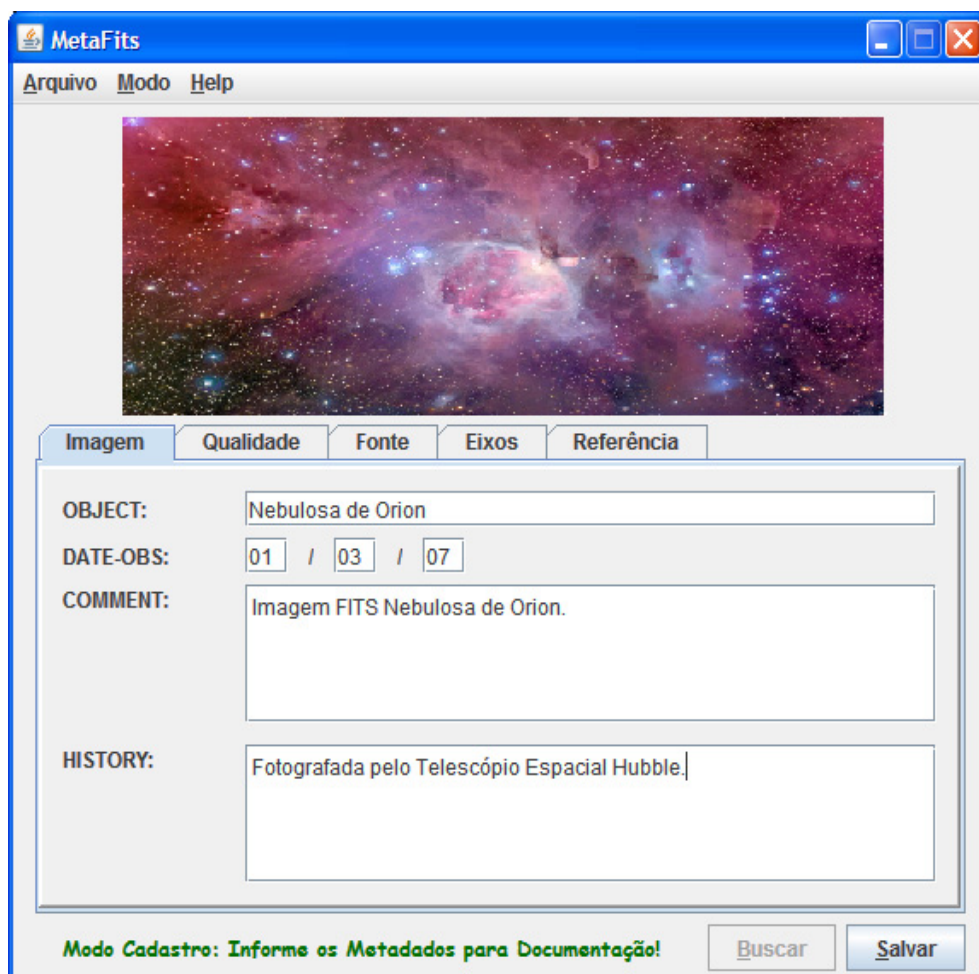 MetaFits
Arquivo Modo Help
Imagem Qualidade Fonte Eixos Referência
OBJECT: Nebulosa de Orion
DATE-OBS: 01 / 03 / 07
COMMENT: Imagem FITS Nebulosa de Orion.
HISTORY: Fotografada pelo Telescópio Espacial Hubble.
Modo Cadastro: Informe os Metadados para Documentação! Buscar Salvar